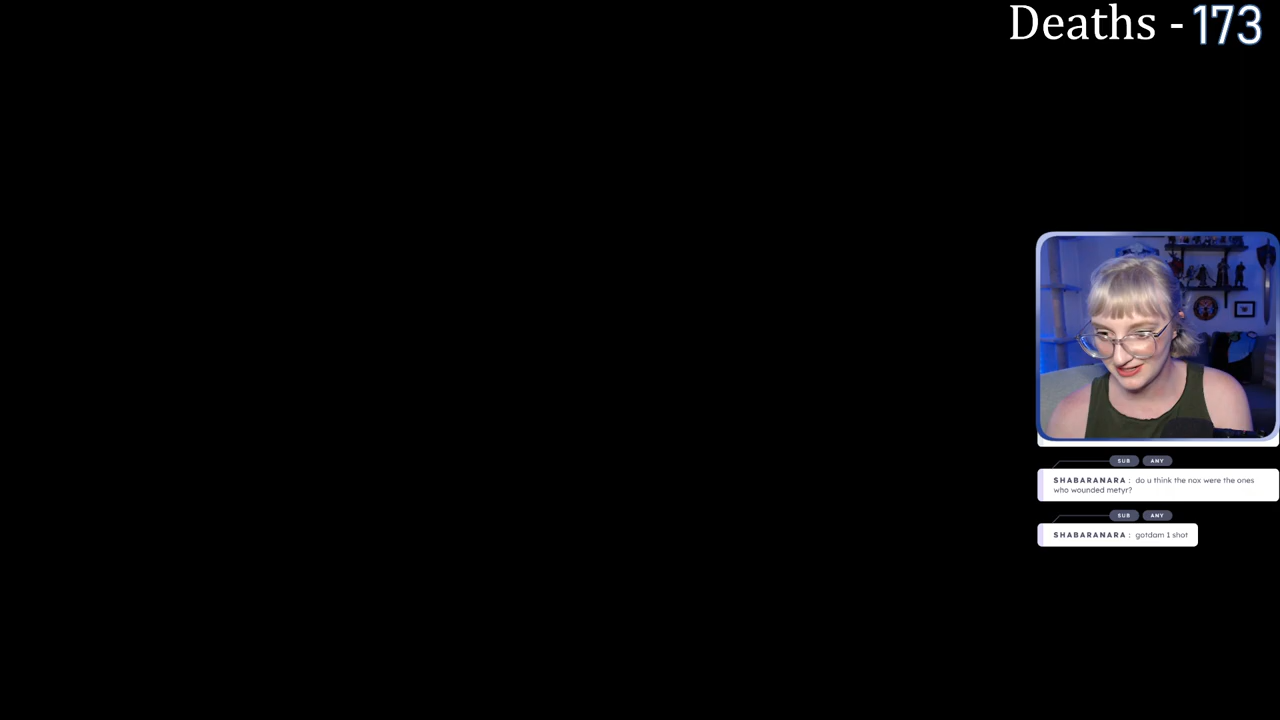 Deaths - 173
SUB ANY
SHABARANARA : do u think the nox were the ones
who wounded metyr?
SUB ANY
SHABARANARA : gotdam 1 shot